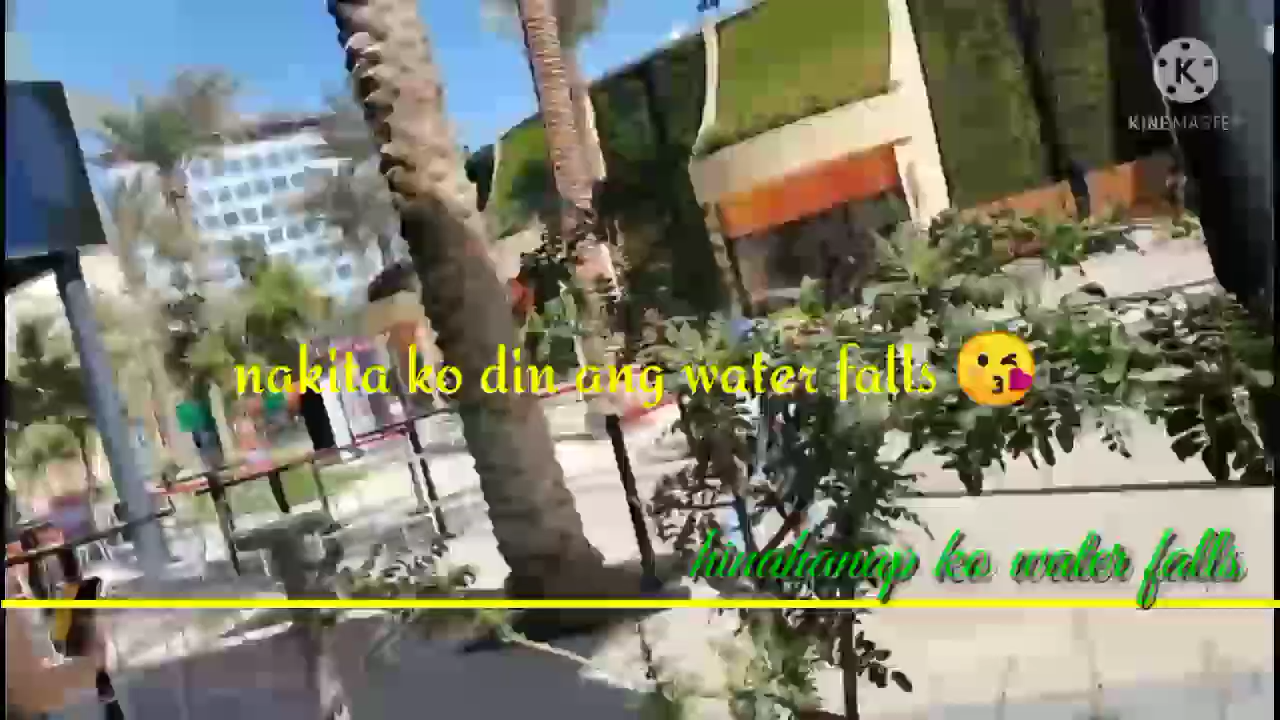 KINEMASTER
nakita ko din ang water falls 😘
hinahanap ko water falls